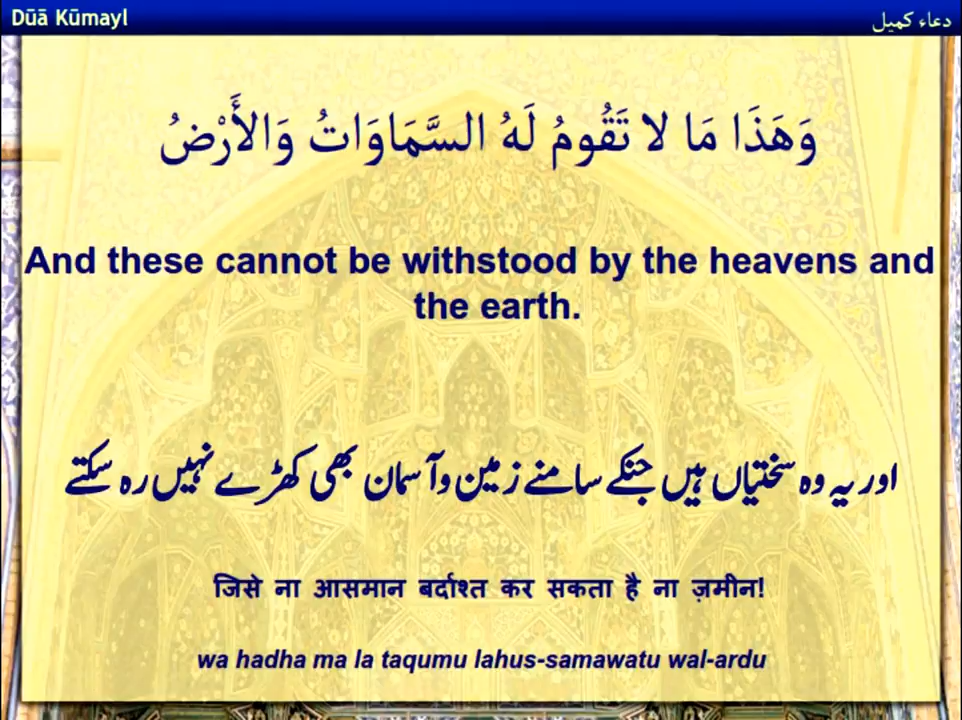 Dūā Kūmayl
دعاء كميل
وَهَذَا مَا لا تَقُومُ لَهُ السَّمَاوَاتُ وَالأَرْضُ
And these cannot be withstood by the heavens and
the earth.
اور یہ وہ سختیاں ہیں جنکے سامنے زمین و آسمان بھی کھڑے نہیں رہ سکتے
जिसे ना आसमान बर्दाश्त कर सकता है ना ज़मीन!
wa hadha ma la taqumu lahus-samawatu wal-ardu